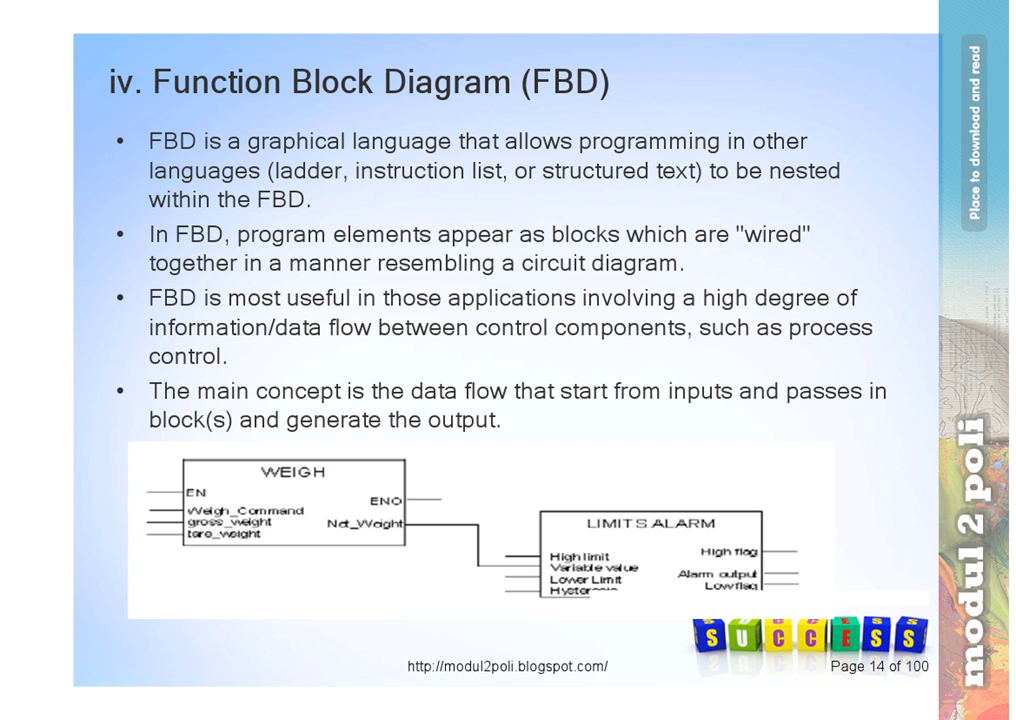 iv. Function Block Diagram (FBD)
• FBD is a graphical language that allows programming in other
languages (ladder, instruction list, or structured text) to be nested
within the FBD.
• In FBD, program elements appear as blocks which are "wired"
together in a manner resembling a circuit diagram.
• FBD is most useful in those applications involving a high degree of
information/data flow between control components, such as process
control.
• The main concept is the data flow that start from inputs and passes in
block(s) and generate the output.
WEIGH
EN
ENO
Weigh_Command
gross_weight
Net_Weight
tare_weight
LIMITS ALARM
High limit
High flag
Variable value
Lower Limit
Alarm output
Low flag
SUCCESS
http://modul2poli.blogspot.com/
Page 14 of 100
Place to download and read
modul 2 poli